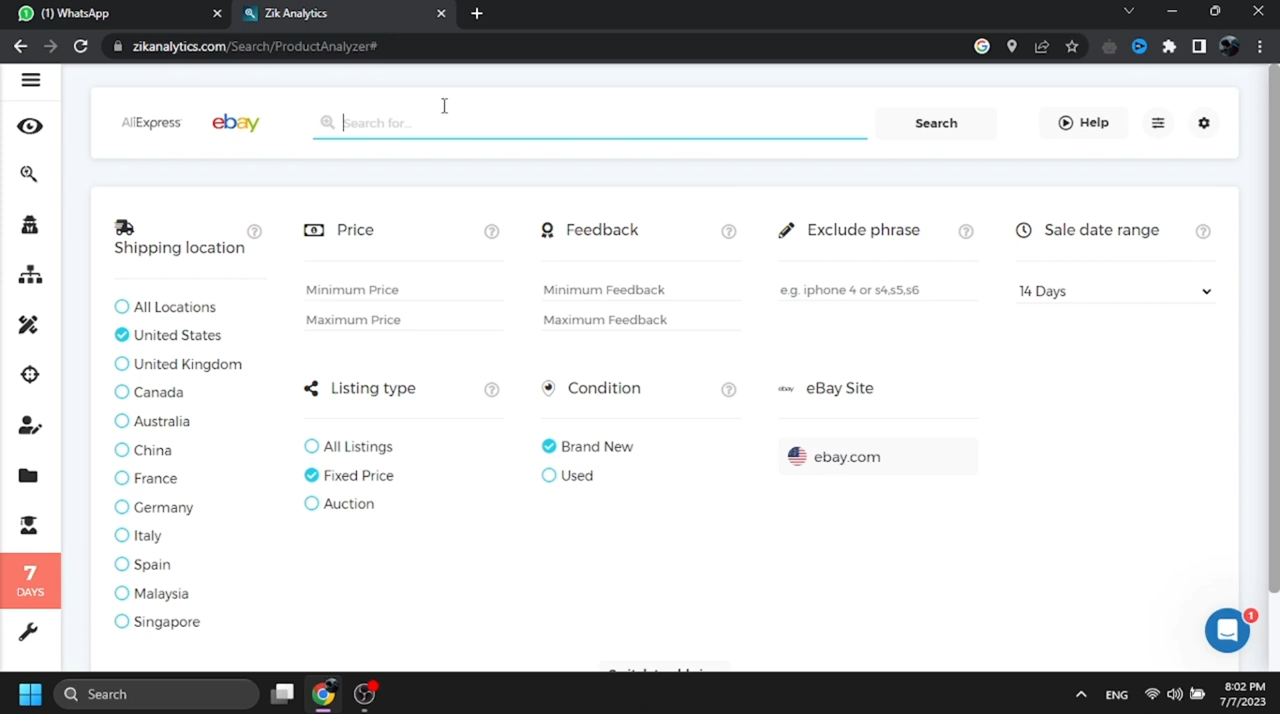 (1) WhatsApp
Zik Analytics
zikanalytics.com/Search/ProductAnalyzer#
AliExpress
ebay
Search for...
Search
Help
Shipping location
Price
Feedback
Exclude phrase
Sale date range
Minimum Price
Maximum Price
Minimum Feedback
Maximum Feedback
e.g. iphone 4 or s4,s5,s6
14 Days
All Locations
United States
United Kingdom
Canada
Australia
China
France
Germany
Italy
Spain
Malaysia
Singapore
Listing type
Condition
ebay
eBay Site
All Listings
Fixed Price
Auction
Brand New
Used
ebay.com
7
DAYS
1
Search
ENG
8:02 PM
7/7/2023